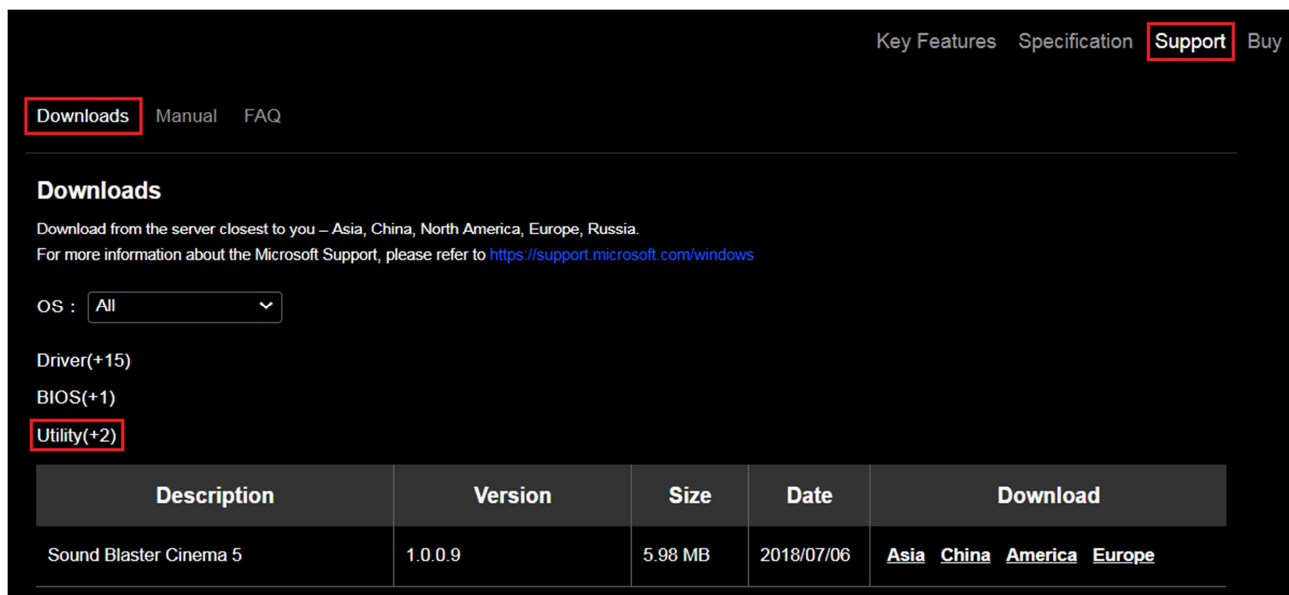 Key Features Specification Support Buy
Downloads Manual FAQ
Downloads
Download from the server closest to you – Asia, China, North America, Europe, Russia.
For more information about the Microsoft Support, please refer to https://support.microsoft.com/windows
OS : All
Driver(+15)
BIOS(+1)
Utility(+2)
Description Version Size Date Download
Sound Blaster Cinema 5 1.0.0.9 5.98 MB 2018/07/06 Asia China America Europe